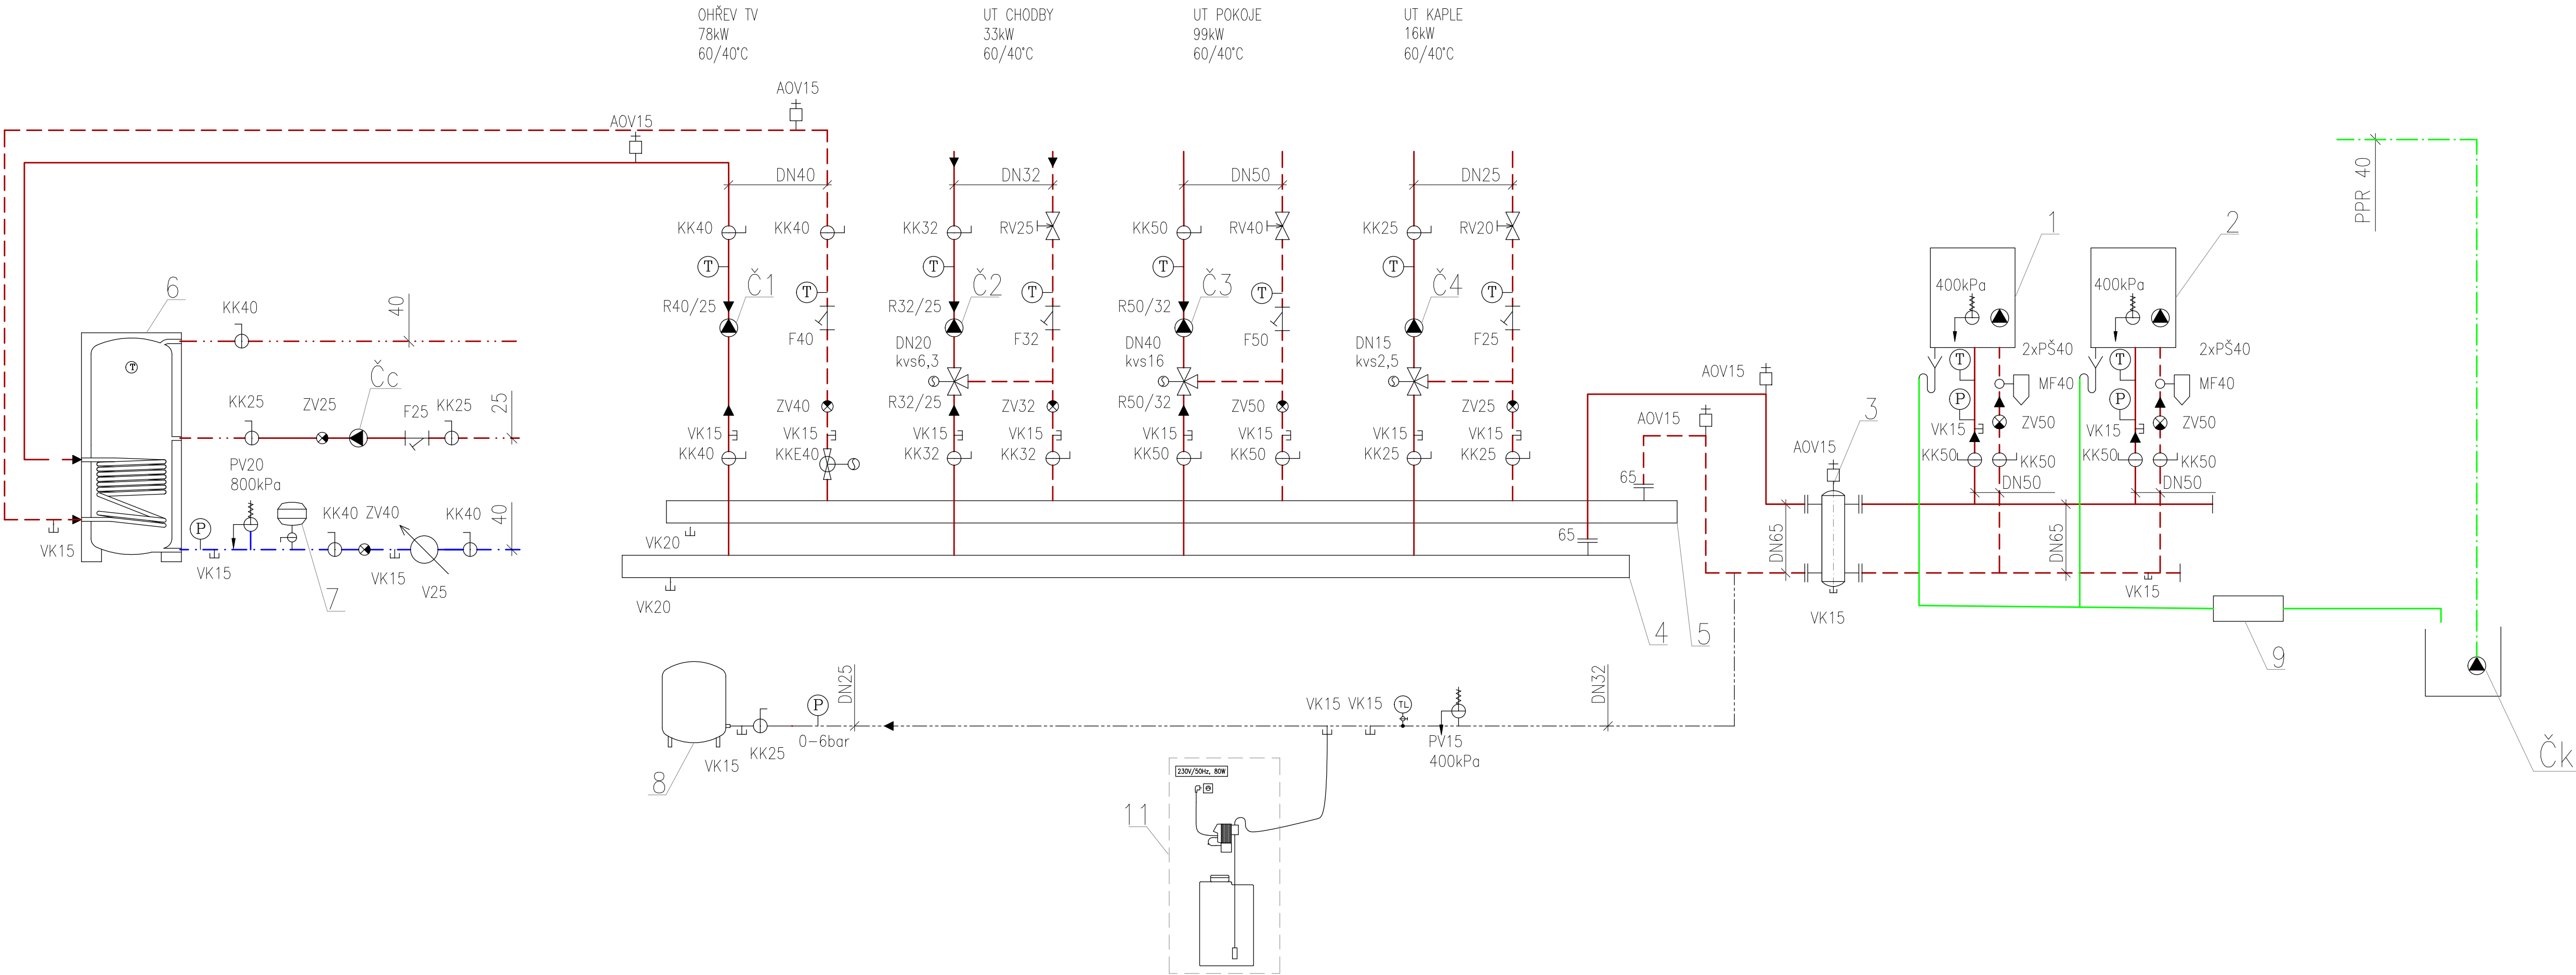 OHŘEV TV
78kW
60/40°C
UT CHODBY
33kW
60/40°C
UT POKOJE
99kW
60/40°C
UT KAPLE
16kW
60/40°C
AOV15
AOV15
DN40
DN32
DN50
DN25
PPR 40
KK40
KK40
KK32
RV25
KK50
RV40
KK25
RV20
1
2
T
T
T
T
T
T
T
T
Č1
Č2
Č3
Č4
R40/25
R32/25
R50/32
F40
F32
F50
F25
DN20
kvs6,3
DN40
kvs16
DN15
kvs2,5
R32/25
R50/32
ZV40
ZV32
ZV50
ZV25
VK15
VK15
VK15
VK15
VK15
VK15
VK15
VK15
KK40
KKE40
KK32
KK32
KK50
KK50
KK25
KK25
6
KK40
40
T
Čc
KK25
ZV25
F25
KK25
25
PV20
800kPa
P
KK40
ZV40
KK40
40
VK15
VK15
VK15
V25
7
400kPa
400kPa
T
2xPŠ40
T
2xPŠ40
MF40
MF40
P
P
VK15
ZV50
VK15
ZV50
KK50
KK50
KK50
KK50
DN50
DN50
AOV15
AOV15
AOV15
3
65
65
DN65
DN65
VK15
VK15
VK20
VK20
4
5
9
Čk
DN25
DN32
P
0-6bar
KK25
VK15
8
VK15
VK15
TL
PV15
400kPa
230V/50Hz, 80W
11